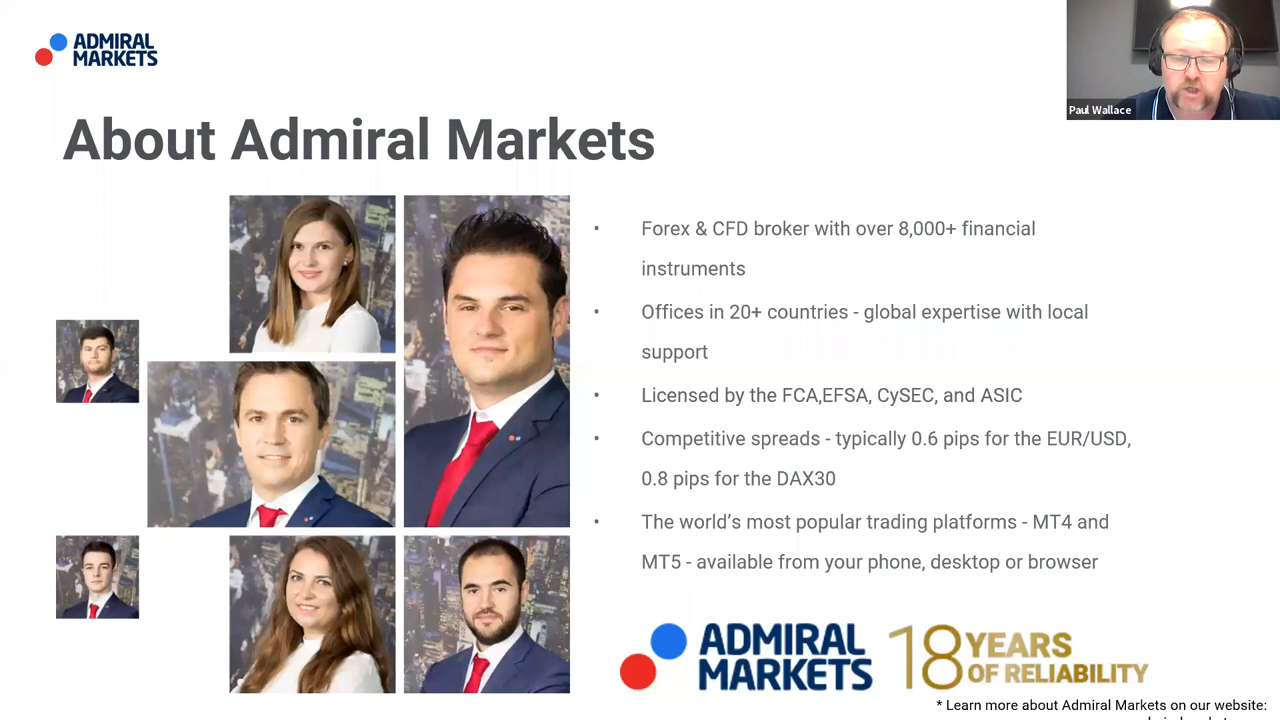 ADMIRAL
MARKETS
Paul Wallace
About Admiral Markets
• Forex & CFD broker with over 8,000+ financial
instruments
• Offices in 20+ countries - global expertise with local
support
• Licensed by the FCA,EFSA, CySEC, and ASIC
• Competitive spreads - typically 0.6 pips for the EUR/USD,
0.8 pips for the DAX30
• The world’s most popular trading platforms - MT4 and
MT5 - available from your phone, desktop or browser
ADMIRAL
MARKETS
18 YEARS
OF RELIABILITY
* Learn more about Admiral Markets on our website: